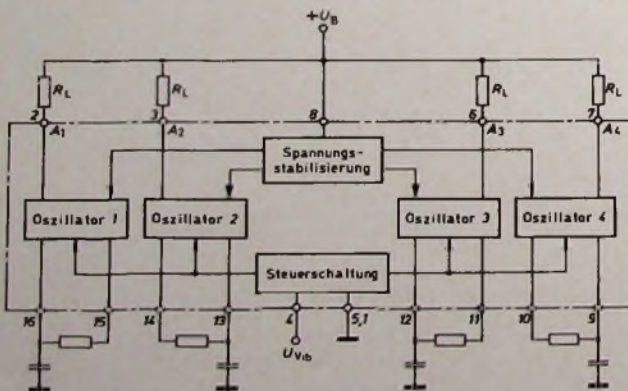 +U_B
R_L R_L R_L R_L
2 3 8 6 7
A1 A2 A3 A4
Spannungs-
stabilisierung
Oszillator 1 Oszillator 2 Oszillator 3 Oszillator 4
Steuerschaltung
16 15 14 13 4 5,1 12 11 10 9
U_Vib